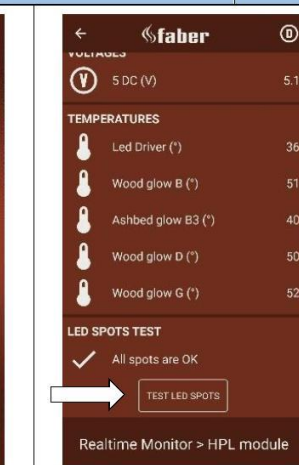 faber
D
VOLTAGES
V 5 DC (V) 5.1
TEMPERATURES
Led Driver (°) 36
Wood glow B (°) 51
Ashbed glow B3 (°) 40
Wood glow D (°) 50
Wood glow G (°) 52
LED SPOTS TEST
All spots are OK
TEST LED SPOTS
Realtime Monitor > HPL module